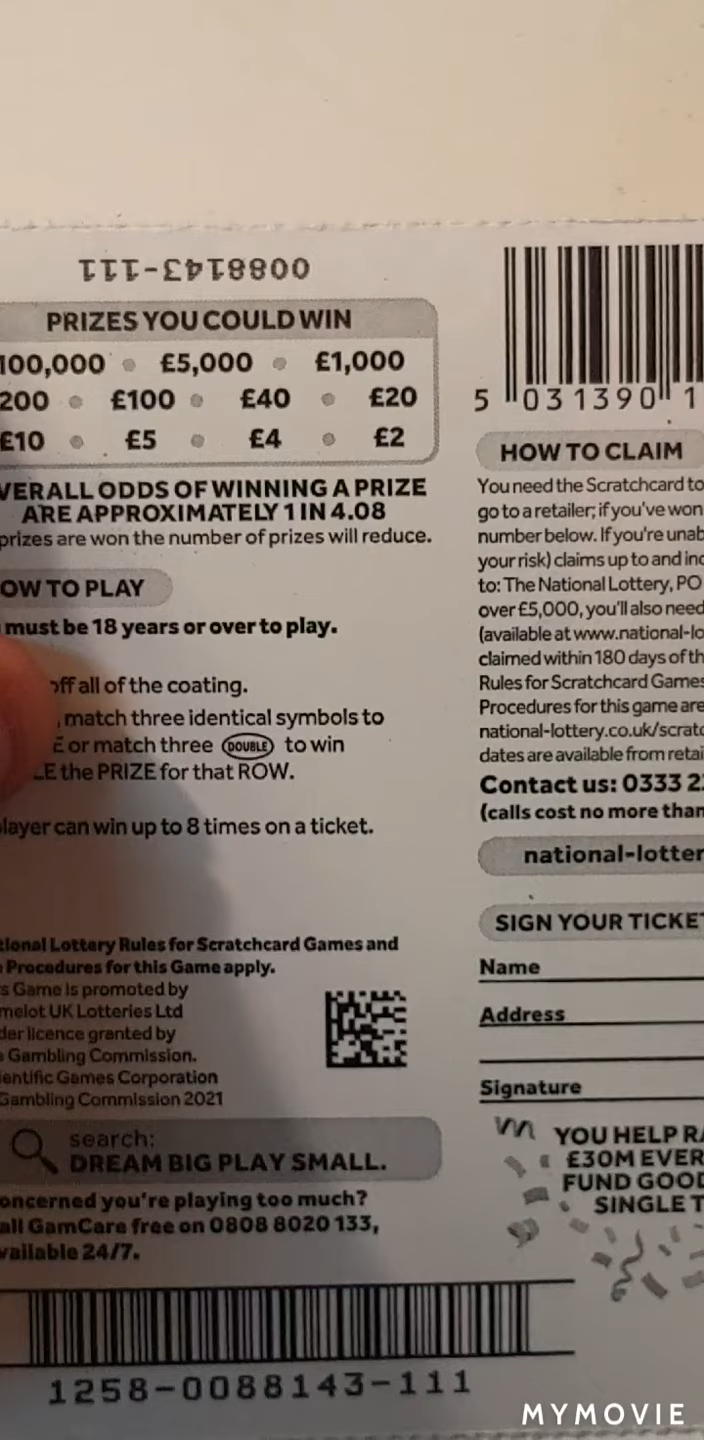 0088143-111
PRIZES YOU COULD WIN
100,000 £5,000 £1,000
200 £100 £40 £20
£10 £5 £4 £2
VERALL ODDS OF WINNING A PRIZE
ARE APPROXIMATELY 1 IN 4.08
prizes are won the number of prizes will reduce.
OW TO PLAY
must be 18 years or over to play.
off all of the coating.
match three identical symbols to
E or match three DOUBLE to win
LE the PRIZE for that ROW.
layer can win up to 8 times on a ticket.
tional Lottery Rules for Scratchcard Games and
Procedures for this Game apply.
s Game is promoted by
melot UK Lotteries Ltd
der licence granted by
Gambling Commission.
ientific Games Corporation
Gambling Commission 2021
search:
DREAM BIG PLAY SMALL.
oncerned you're playing too much?
all GamCare free on 0808 8020 133,
vailable 24/7.
1258-0088143-111
5 031390 1
HOW TO CLAIM
You need the Scratchcard to
go to a retailer; if you've won
number below. If you're unab
your risk) claims up to and inc
to: The National Lottery, PO
over £5,000, you'll also need
(available at www.national-lo
claimed within 180 days of th
Rules for Scratchcard Games
Procedures for this game are
national-lottery.co.uk/scratc
dates are available from retai
Contact us: 0333 2
(calls cost no more than
national-lotter
SIGN YOUR TICKET
Name
Address
Signature
YOU HELP RA
£30M EVER
FUND GOOD
SINGLE T
MYMOVIE